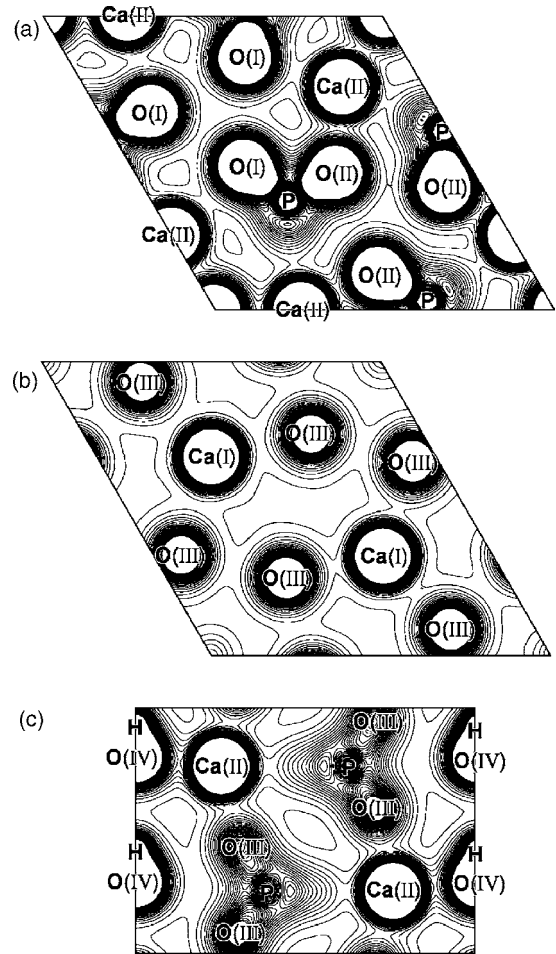 (a)
Ca(II)
O(I)
Ca(II)
O(I)
P
O(I)
O(II)
O(II)
P
Ca(II)
O(II)
P
Ca(II)
(b)
O(III)
O(III)
Ca(I)
O(III)
O(III)
Ca(I)
O(III)
O(III)
(c)
O(III)
H
H
O(IV)
Ca(II)
P
O(IV)
O(III)
O(III)
H
H
O(IV)
P
Ca(II)
O(IV)
O(III)